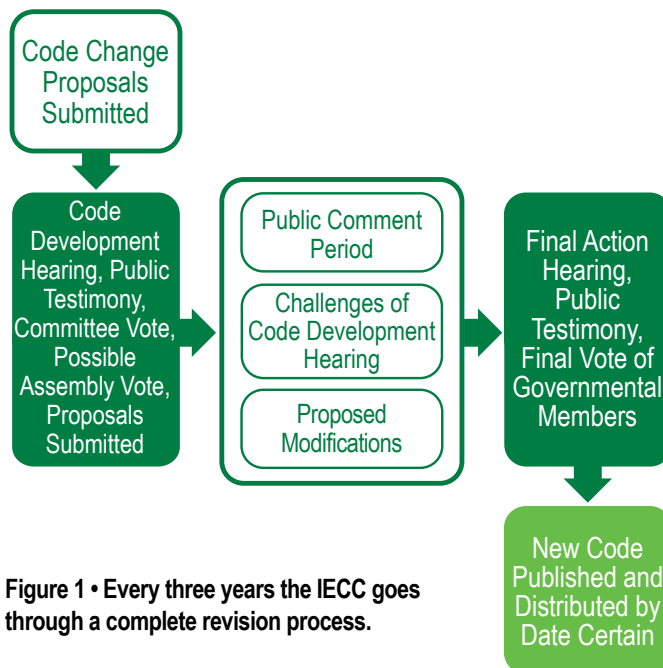 Code Change
Proposals
Submitted
Code
Development
Hearing, Public
Testimony,
Committee Vote,
Possible
Assembly Vote,
Proposals
Submitted
Public Comment
Period
Challenges of
Code Development
Hearing
Proposed
Modifications
Final Action
Hearing,
Public
Testimony,
Final Vote of
Governmental
Members
New Code
Published and
Distributed by
Date Certain
Figure 1 • Every three years the IECC goes
through a complete revision process.